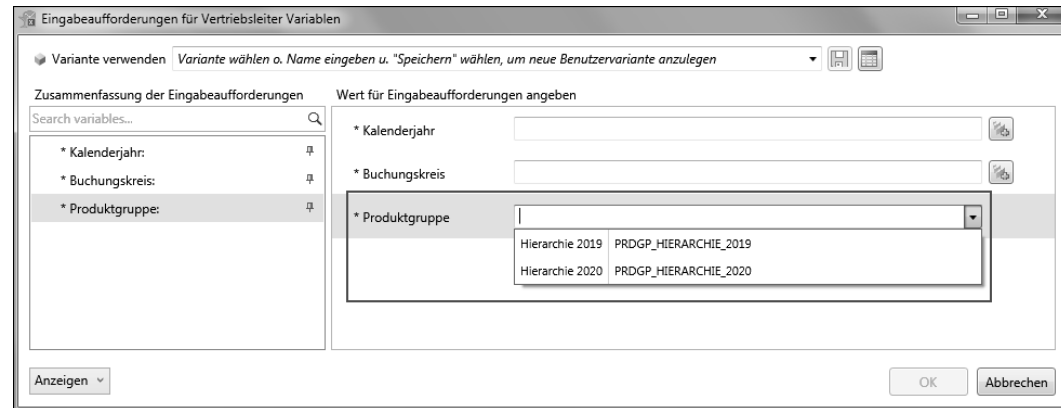 Eingabeaufforderungen für Vertriebsleiter Variablen
Variante verwenden Variante wählen o. Name eingeben u. "Speichern" wählen, um neue Benutzervariante anzulegen
Zusammenfassung der Eingabeaufforderungen
Search variables...
* Kalenderjahr:
* Buchungskreis:
* Produktgruppe:
Wert für Eingabeaufforderungen angeben
* Kalenderjahr
* Buchungskreis
* Produktgruppe
Hierarchie 2019 PRDGP_HIERARCHIE_2019
Hierarchie 2020 PRDGP_HIERARCHIE_2020
Anzeigen
OK
Abbrechen